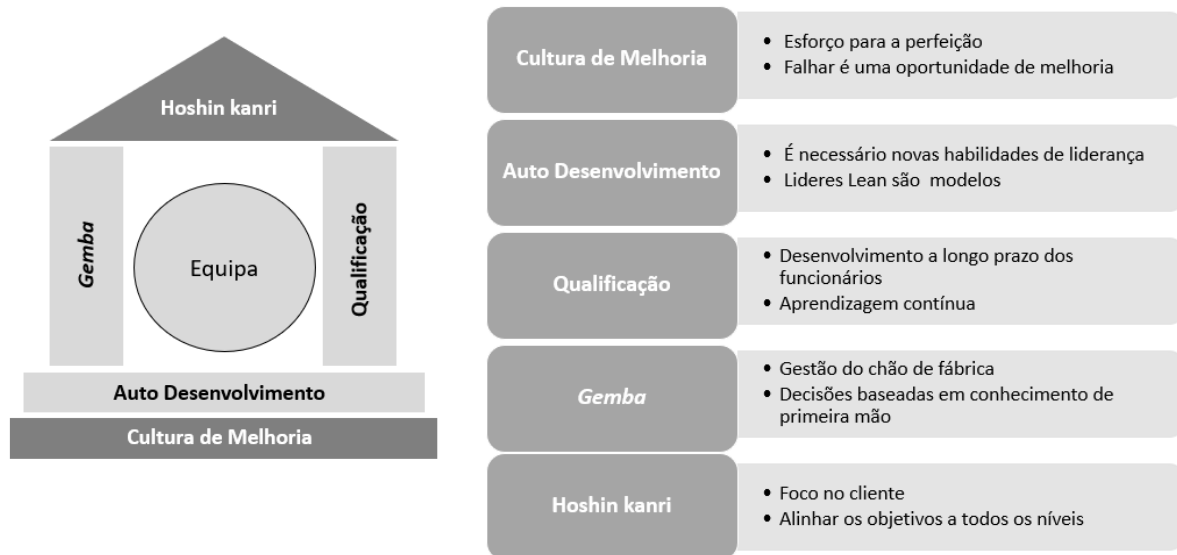 Hoshin kanri
Gemba
Equipa
Qualificação
Auto Desenvolvimento
Cultura de Melhoria
Cultura de Melhoria
• Esforço para a perfeição
• Falhar é uma oportunidade de melhoria
Auto Desenvolvimento
• É necessário novas habilidades de liderança
• Lideres Lean são modelos
Qualificação
• Desenvolvimento a longo prazo dos
funcionários
• Aprendizagem contínua
Gemba
• Gestão do chão de fábrica
• Decisões baseadas em conhecimento de
primeira mão
Hoshin kanri
• Foco no cliente
• Alinhar os objetivos a todos os níveis